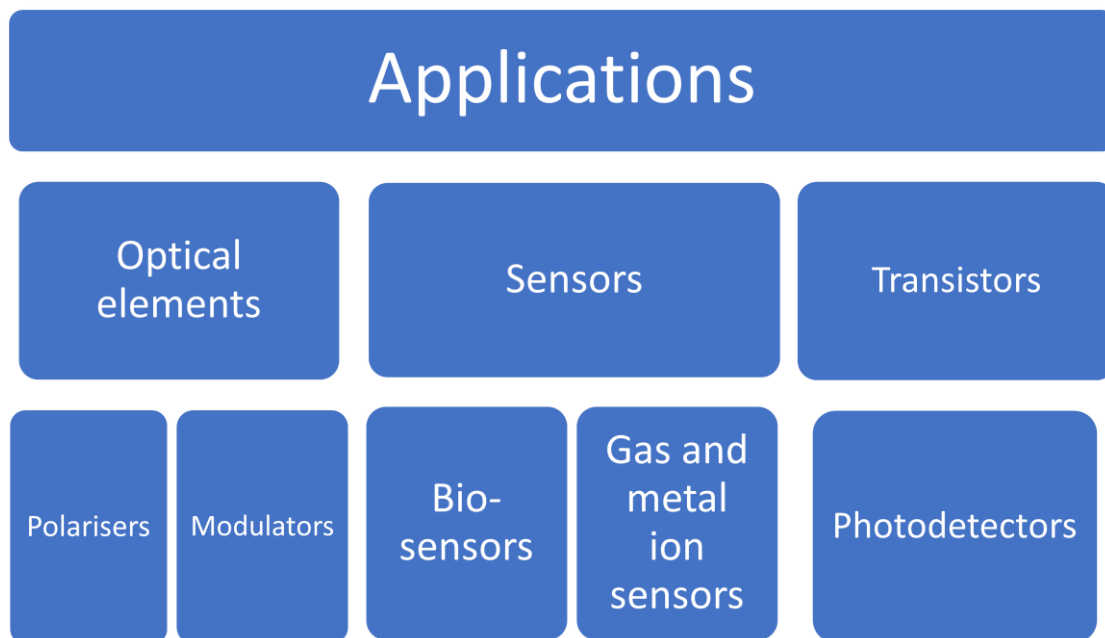 Applications
Optical
elements
Sensors
Transistors
Polarisers
Modulators
Bio-
sensors
Gas and
metal
ion
sensors
Photodetectors